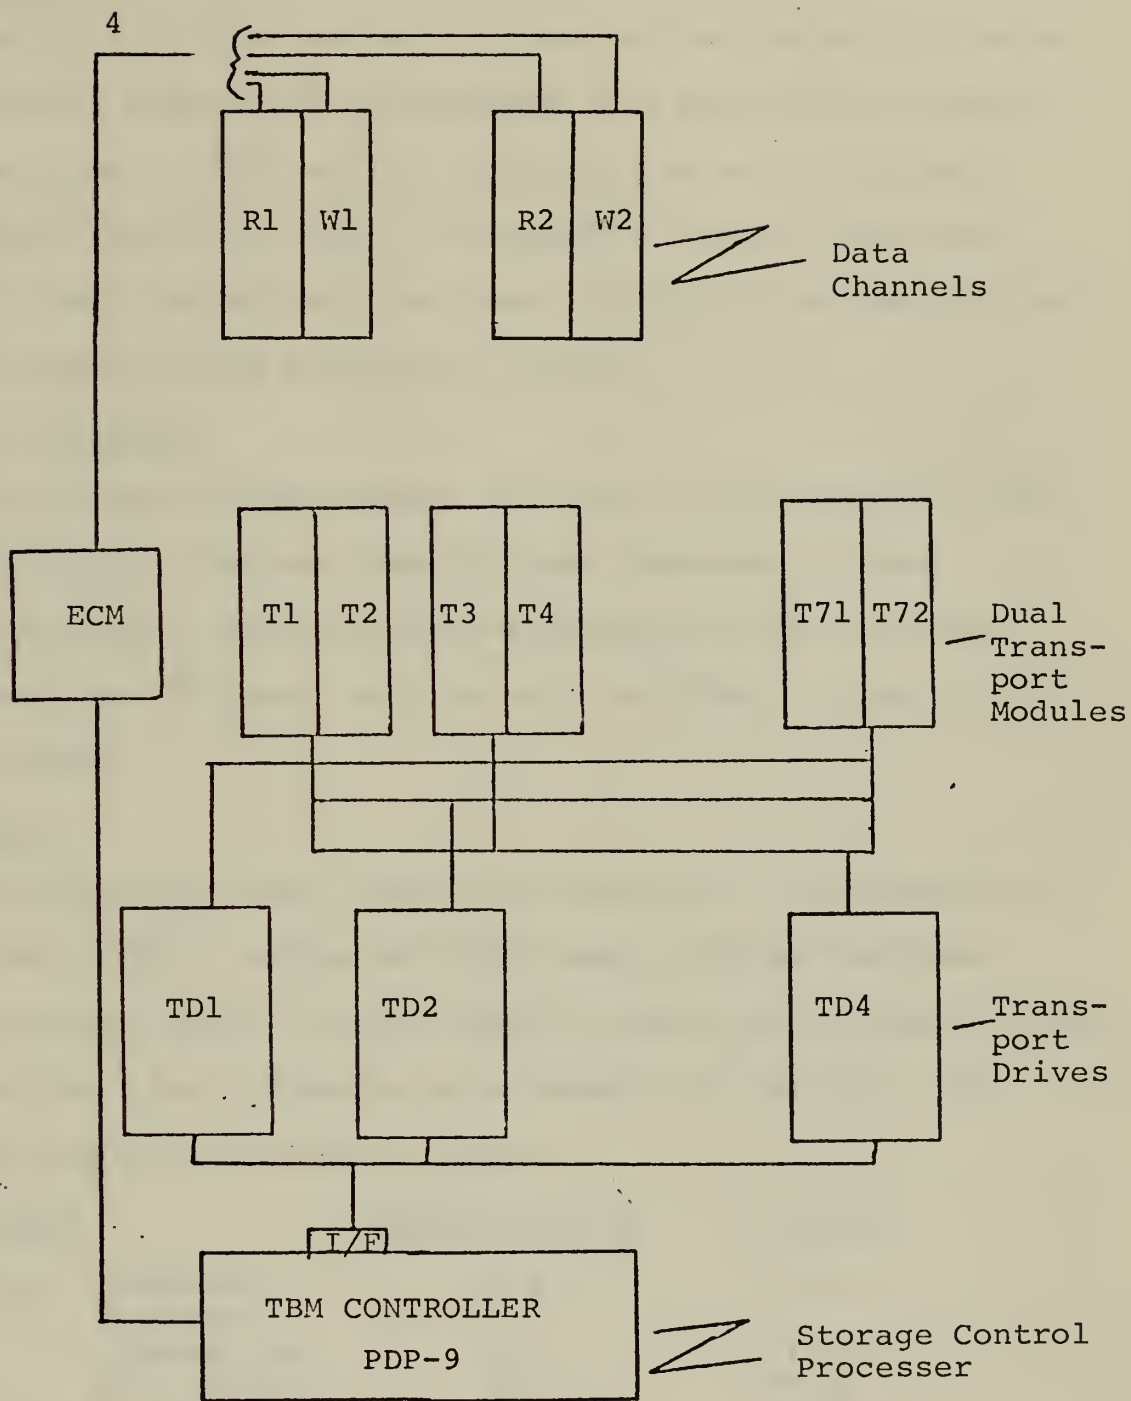 4
R1 W1 R2 W2
Data
Channels
ECM
T1 T2 T3 T4 T71 T72
Dual
Trans-
port
Modules
TD1 TD2 TD4
Trans-
port
Drives
I/F
TBM CONTROLLER
PDP-9
Storage Control
Processer